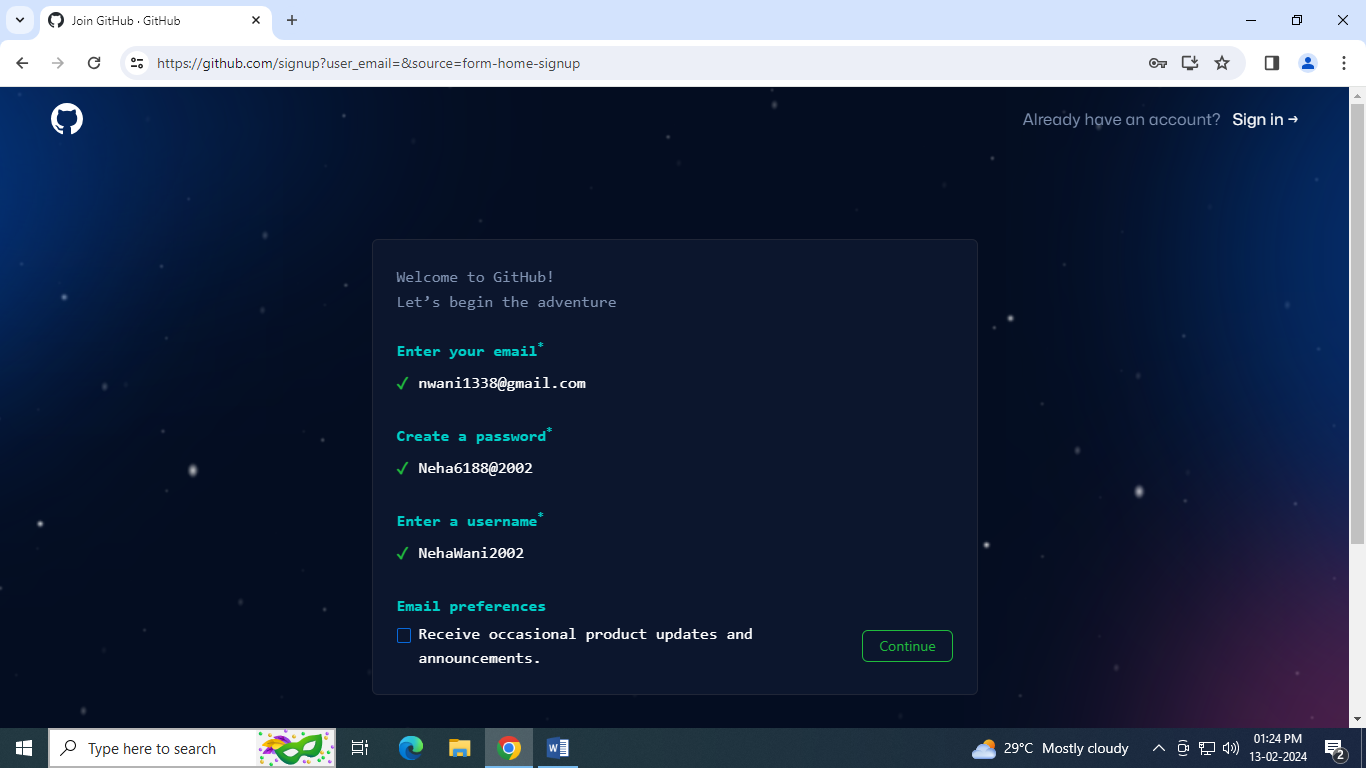 Join GitHub · GitHub
https://github.com/signup?user_email=&source=form-home-signup
Already have an account? Sign in →
Welcome to GitHub!
Let’s begin the adventure
Enter your email*
✓ nwani1338@gmail.com
Create a password*
✓ Neha6188@2002
Enter a username*
✓ NehaWani2002
Email preferences
Receive occasional product updates and
announcements.
Continue
Type here to search
29°C Mostly cloudy
01:24 PM
13-02-2024
2